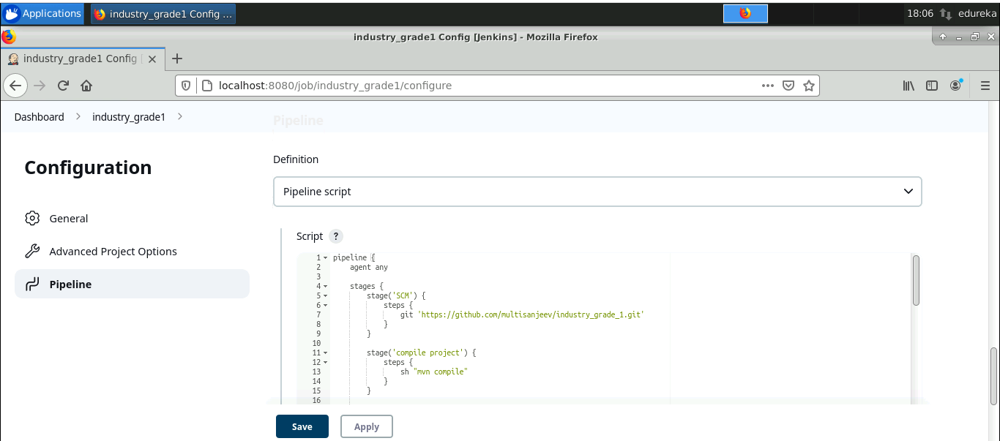 Applications
industry_grade1 Config ...
18:06
edureka
industry_grade1 Config [Jenkins] - Mozilla Firefox
industry_grade1 Config
localhost:8080/job/industry_grade1/configure
Dashboard
industry_grade1
Pipeline
Configuration
General
Advanced Project Options
Pipeline
Definition
Pipeline script
Script ?
1 pipeline {
2     agent any
3
4     stages {
5         stage('SCM') {
6             steps {
7                 git 'https://github.com/multisanjeev/industry_grade_1.git'
8             }
9         }
10
11         stage('compile project') {
12             steps {
13                 sh "mvn compile"
14             }
15         }
16
Save
Apply